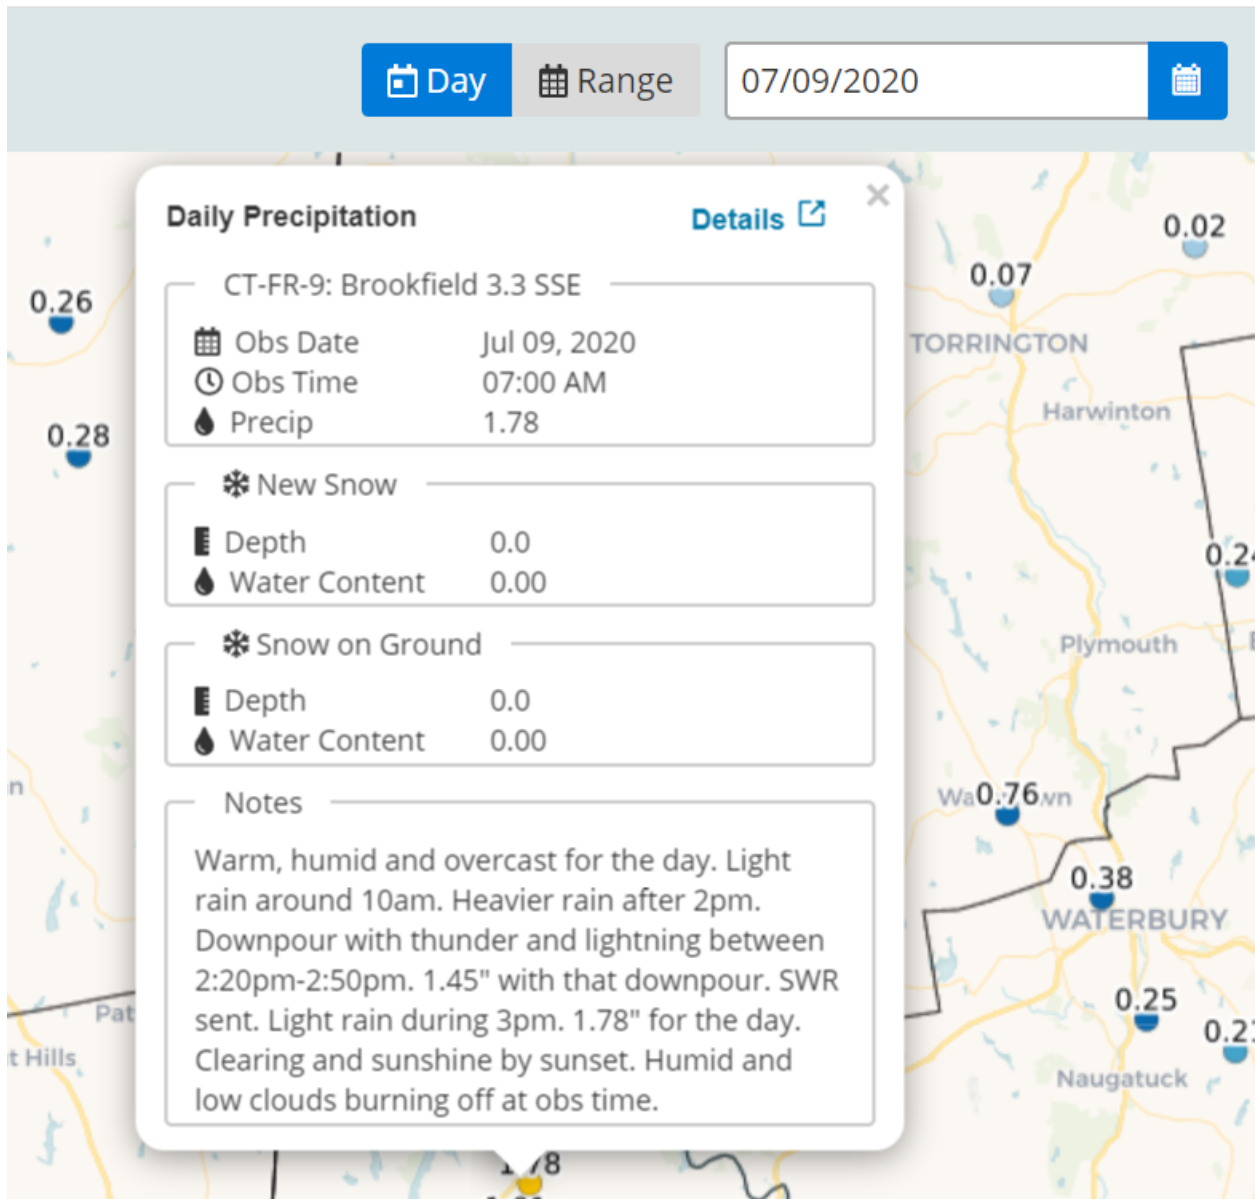 Day
Range
07/09/2020
Daily Precipitation
Details
×
CT-FR-9: Brookfield 3.3 SSE
Obs Date Jul 09, 2020
Obs Time 07:00 AM
Precip 1.78
New Snow
Depth 0.0
Water Content 0.00
Snow on Ground
Depth 0.0
Water Content 0.00
Notes
Warm, humid and overcast for the day. Light
rain around 10am. Heavier rain after 2pm.
Downpour with thunder and lightning between
2:20pm-2:50pm. 1.45" with that downpour. SWR
sent. Light rain during 3pm. 1.78" for the day.
Clearing and sunshine by sunset. Humid and
low clouds burning off at obs time.
0.26
0.28
0.02
0.07
TORRINGTON
Harwinton
0.24
Plymouth
0.76
0.38
WATERBURY
0.25
Naugatuck
Pat
t Hills
n
1.78